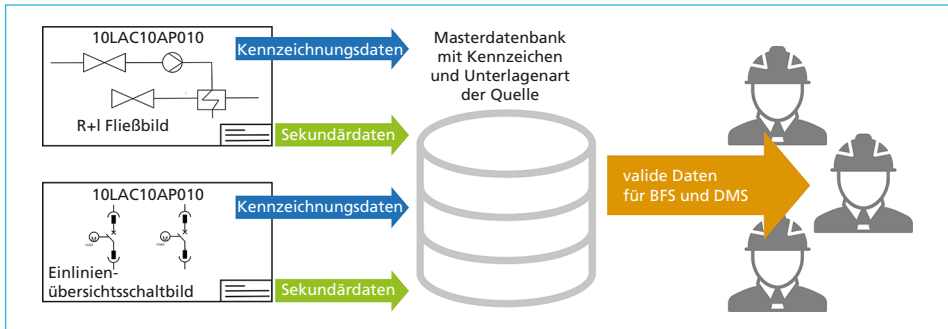 10LAC10AP010
R+I Fließbild
Kennzeichnungsdaten
Sekundärdaten
10LAC10AP010
Einlinien-
übersichtsschaltbild
Kennzeichnungsdaten
Sekundärdaten
Masterdatenbank
mit Kennzeichen
und Unterlagenart
der Quelle
valide Daten
für BFS und DMS